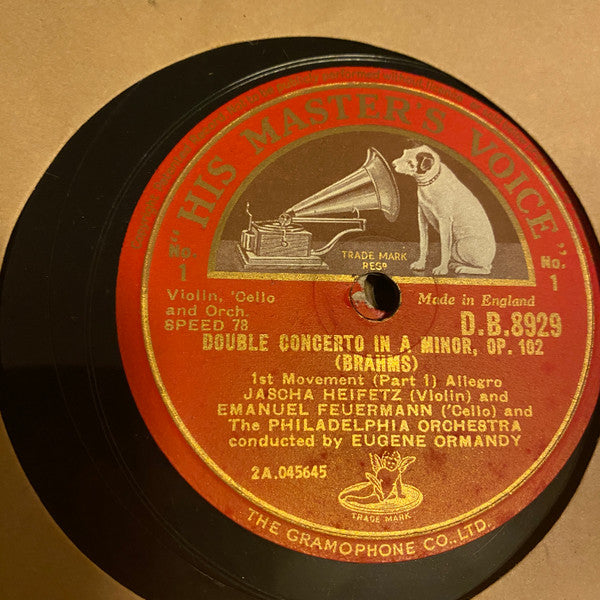 "HIS MASTER'S VOICE"
TRADE MARK
REGD
No.
1
No.
1
Violin, 'Cello
and Orch.
SPEED 78
Made in England
D.B.8929
DOUBLE CONCERTO IN A MINOR, OP. 102
(BRAHMS)
1st Movement (Part 1) Allegro
JASCHA HEIFETZ (Violin) and
EMANUEL FEUERMANN ('Cello) and
The PHILADELPHIA ORCHESTRA
conducted by EUGENE ORMANDY
2A.045645
TRADE MARK
THE GRAMOPHONE CO., LTD.